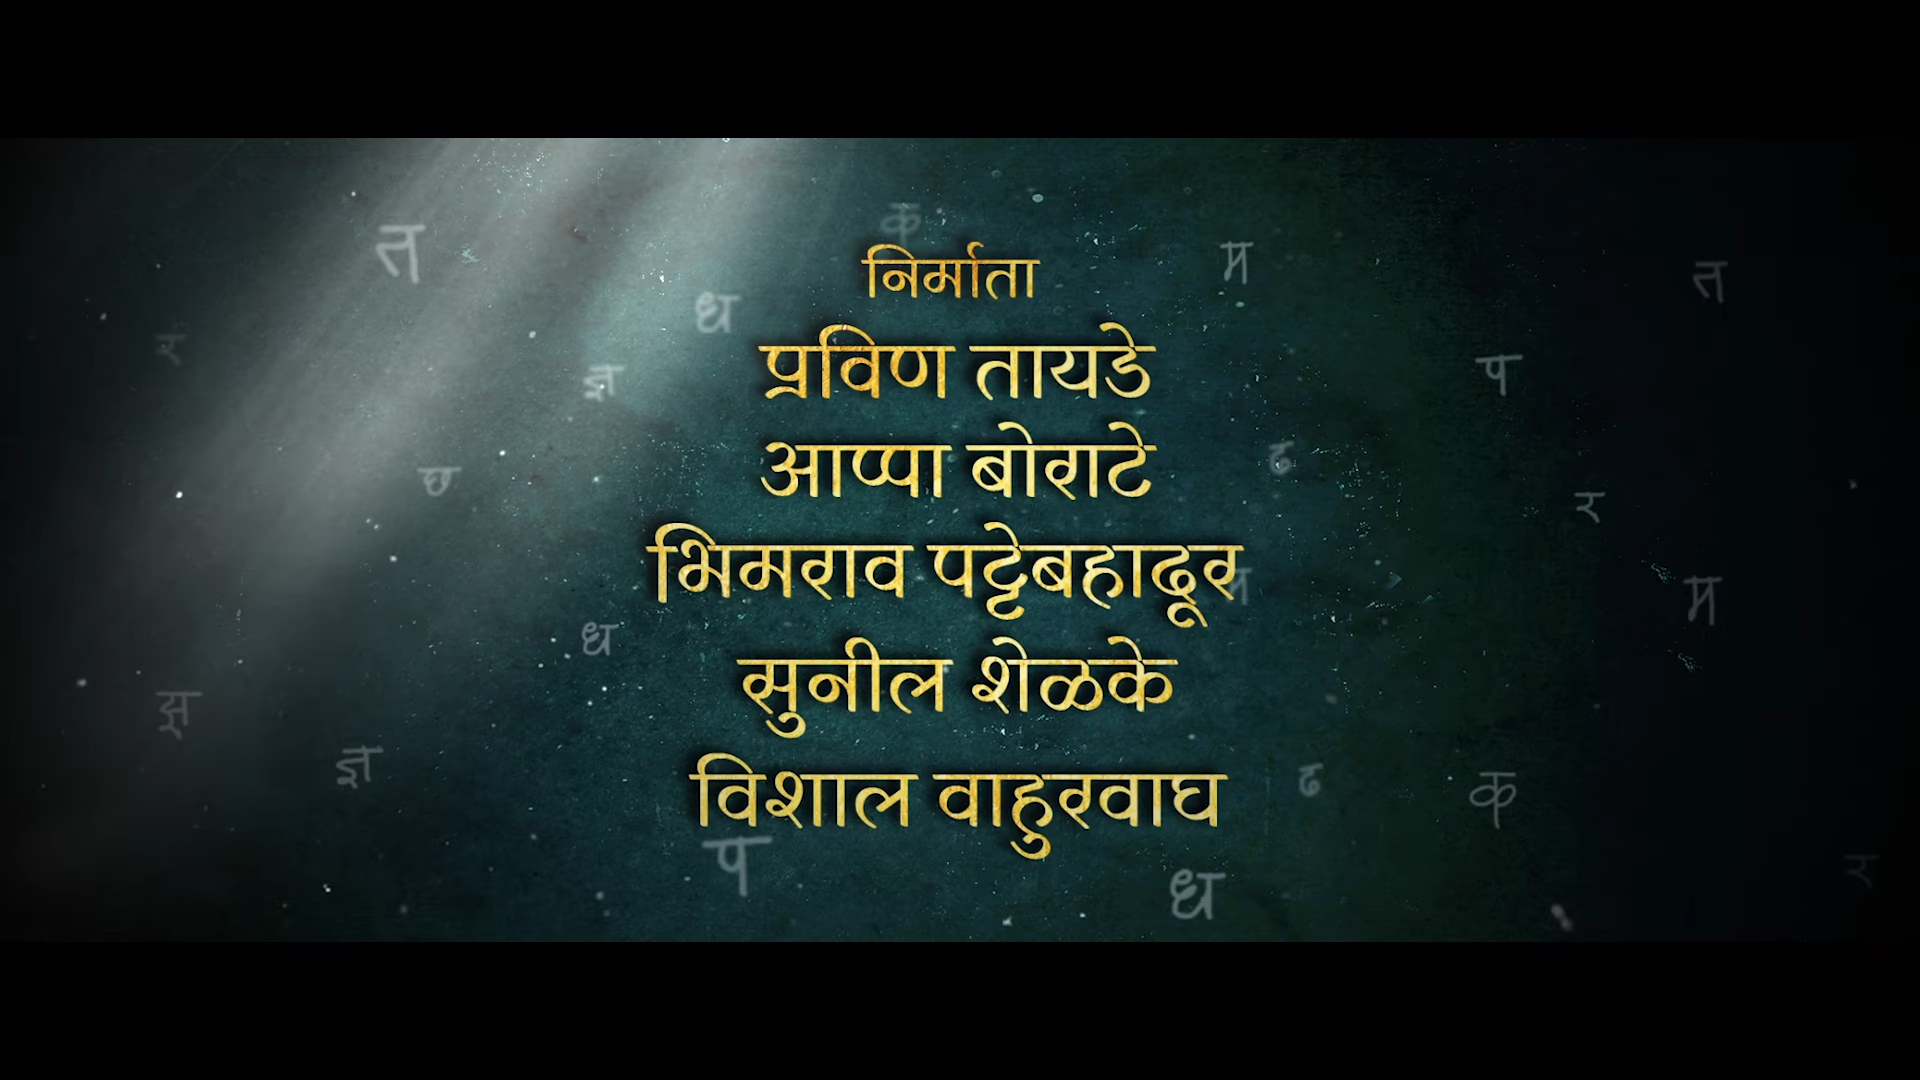 निर्माता
प्रविण तायडे
आप्पा बोराटे
भिमराव पट्टेबहादूर
सुनील शेळके
विशाल वाहुरवाघ